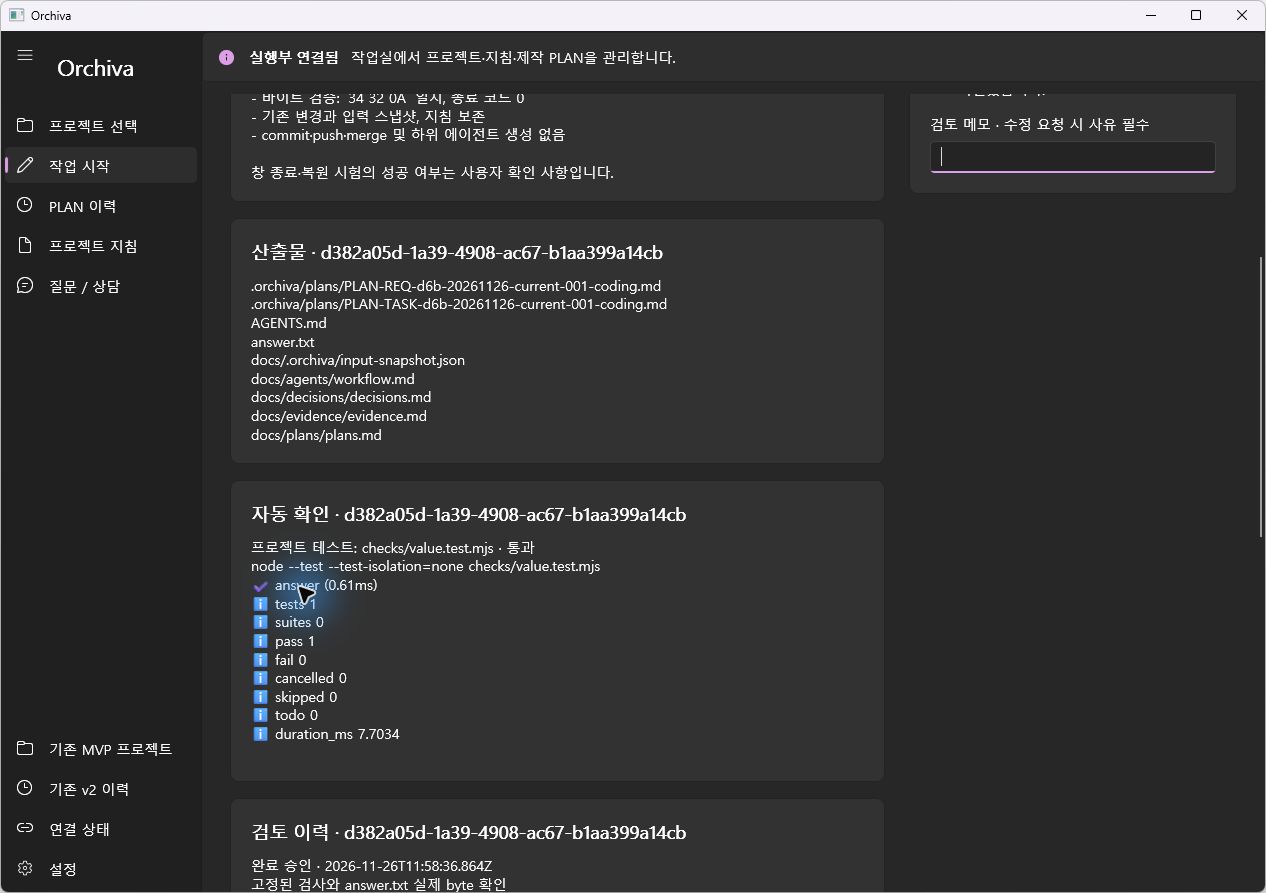 Orchiva
Orchiva
프로젝트 선택
작업 시작
PLAN 이력
프로젝트 지침
질문 / 상담
기존 MVP 프로젝트
기존 v2 이력
연결 상태
설정
실행부 연결됨 작업실에서 프로젝트·지침·제작 PLAN을 관리합니다.
- 바이트 검증: 34 32 0A 일치, 종료 코드 0
- 기존 변경과 입력 스냅샷, 지침 보존
- commit·push·merge 및 하위 에이전트 생성 없음
창 종료·복원 시험의 성공 여부는 사용자 확인 사항입니다.
산출물 · d382a05d-1a39-4908-ac67-b1aa399a14cb
.orchiva/plans/PLAN-REQ-d6b-20261126-current-001-coding.md
.orchiva/plans/PLAN-TASK-d6b-20261126-current-001-coding.md
AGENTS.md
answer.txt
docs/.orchiva/input-snapshot.json
docs/agents/workflow.md
docs/decisions/decisions.md
docs/evidence/evidence.md
docs/plans/plans.md
자동 확인 · d382a05d-1a39-4908-ac67-b1aa399a14cb
프로젝트 테스트: checks/value.test.mjs · 통과
node --test --test-isolation=none checks/value.test.mjs
✔ answer (0.61ms)
ℹ tests 1
ℹ suites 0
ℹ pass 1
ℹ fail 0
ℹ cancelled 0
ℹ skipped 0
ℹ todo 0
ℹ duration_ms 7.7034
검토 이력 · d382a05d-1a39-4908-ac67-b1aa399a14cb
완료 승인 · 2026-11-26T11:58:36.864Z
고정된 검사와 answer.txt 실제 byte 확인
검토 메모 · 수정 요청 시 사유 필수